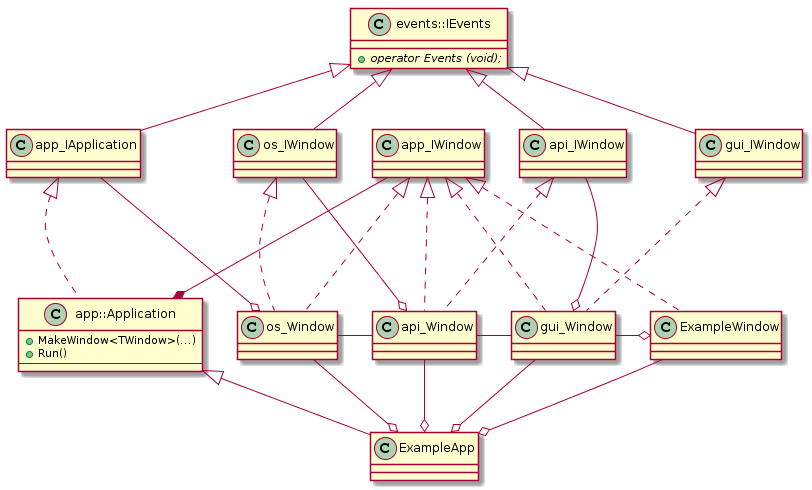 C events::IEvents
operator Events (void);
C app_IApplication
C os_IWindow
C app_IWindow
C api_IWindow
C gui_IWindow
C app::Application
MakeWindow<TWindow>(...)
Run()
C os_Window
C api_Window
C gui_Window
C ExampleWindow
C ExampleApp